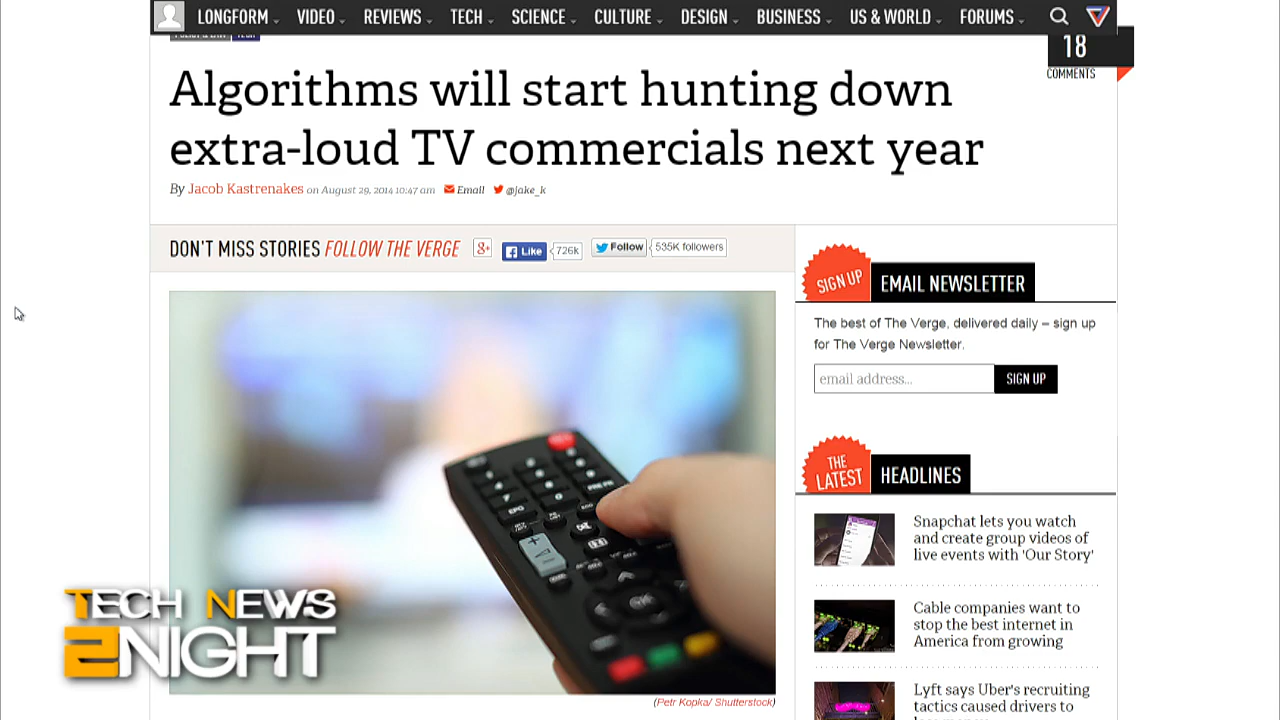 LONGFORM VIDEO REVIEWS TECH SCIENCE CULTURE DESIGN BUSINESS US & WORLD FORUMS
18
COMMENTS
Algorithms will start hunting down
extra-loud TV commercials next year
By Jacob Kastrenakes on August 29, 2014 10:47 am Email @jake_k
DON'T MISS STORIES FOLLOW THE VERGE g+ Like 726k Follow 535K followers
SIGN UP EMAIL NEWSLETTER
The best of The Verge, delivered daily – sign up
for The Verge Newsletter.
email address... SIGN UP
THE
LATEST
HEADLINES
Snapchat lets you watch
and create group videos of
live events with 'Our Story'
Cable companies want to
stop the best internet in
America from growing
Lyft says Uber's recruiting
tactics caused drivers to
EPG
TECH NEWS
2NIGHT
(Petr Kopka/ Shutterstock)